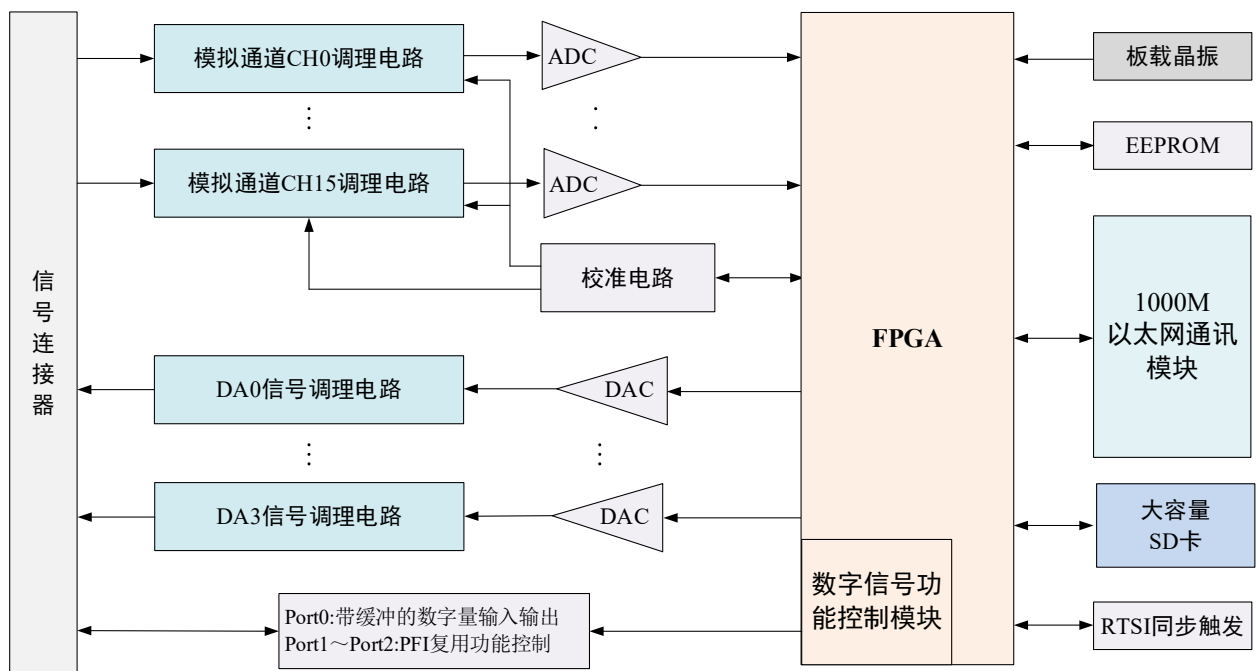 信
号
连
接
器
模拟通道CH0调理电路
ADC
模拟通道CH15调理电路
ADC
校准电路
DA0信号调理电路
DAC
DA3信号调理电路
DAC
Port0:带缓冲的数字量输入输出
Port1～Port2:PFI复用功能控制
FPGA
数字信号功
能控制模块
板载晶振
EEPROM
1000M
以太网通讯
模块
大容量
SD卡
RTSI同步触发